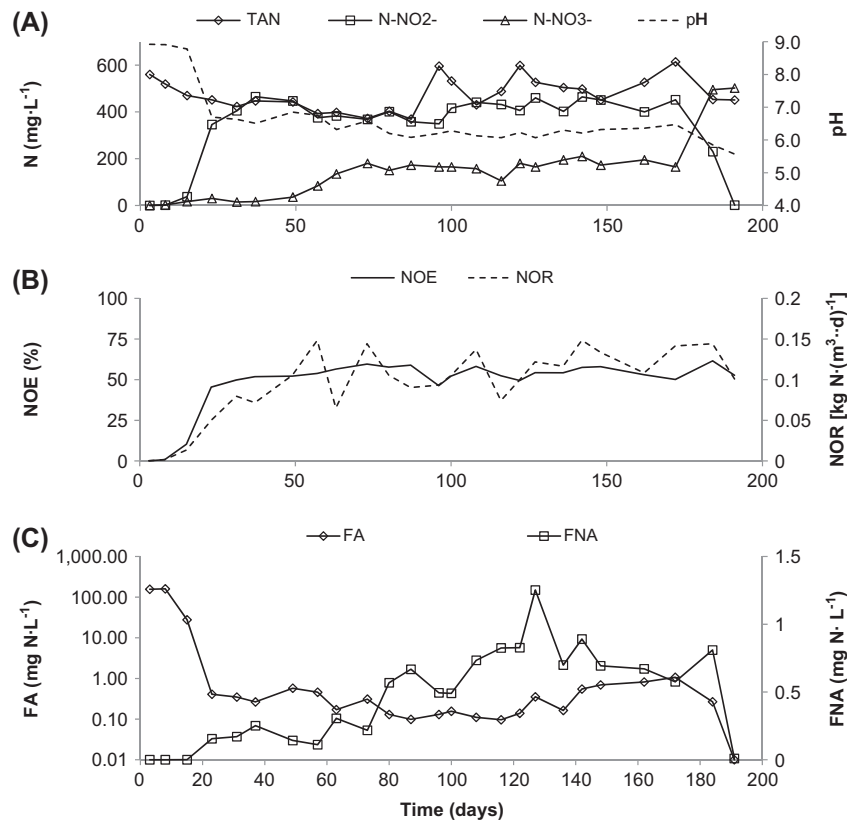 (A)
TAN N-NO2- N-NO3- pH
600
400
200
0
N (mg·L-1)
9.0
8.0
7.0
6.0
5.0
4.0
pH
0 50 100 150 200
(B)
NOE NOR
100
75
50
25
0
NOE (%)
0.2
0.15
0.1
0.05
0
NOR [kg N·(m3··d)-1]
0 50 100 150 200
(C)
FA FNA
1,000.00
100.00
10.00
1.00
0.10
0.01
FA (mg N·L-1)
1.5
1
0.5
0
FNA (mg N· L-1)
0 20 40 60 80 100 120 140 160 180 200
Time (days)